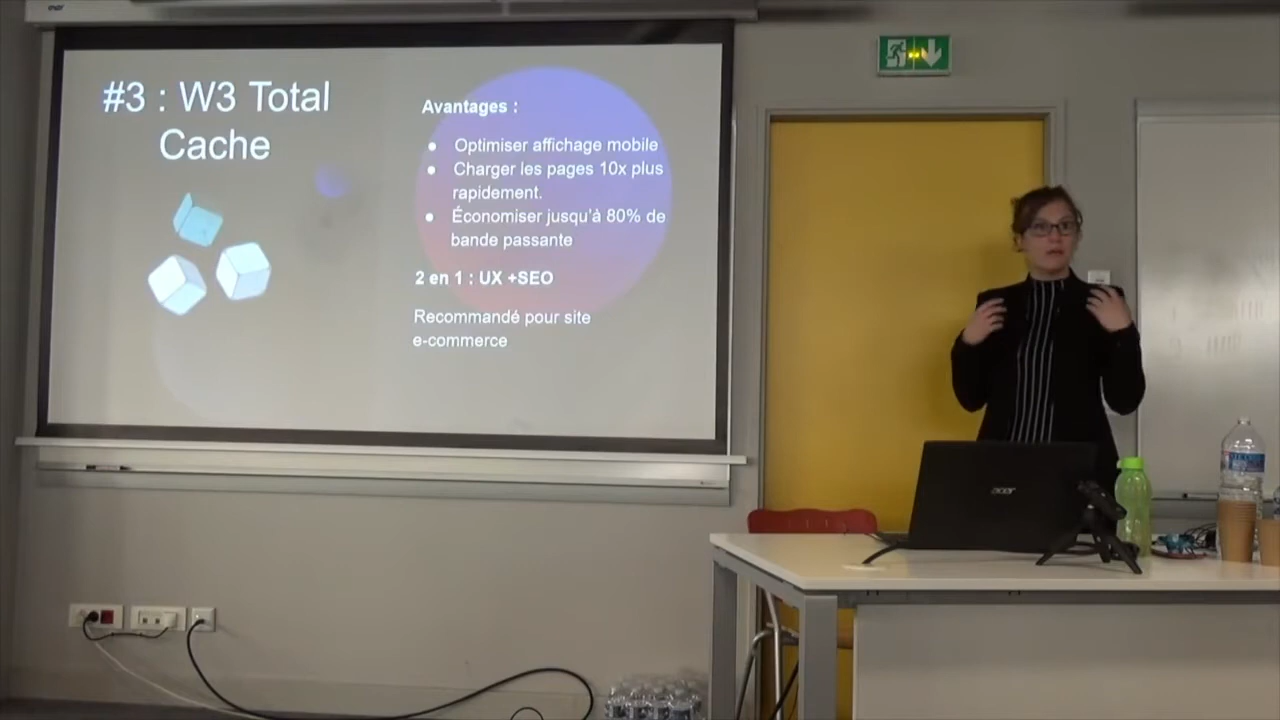 #3 : W3 Total
Cache
Avantages :
● Optimiser affichage mobile
● Charger les pages 10x plus
rapidement.
● Économiser jusqu'à 80% de
bande passante
2 en 1 : UX +SEO
Recommandé pour site
e-commerce
acer